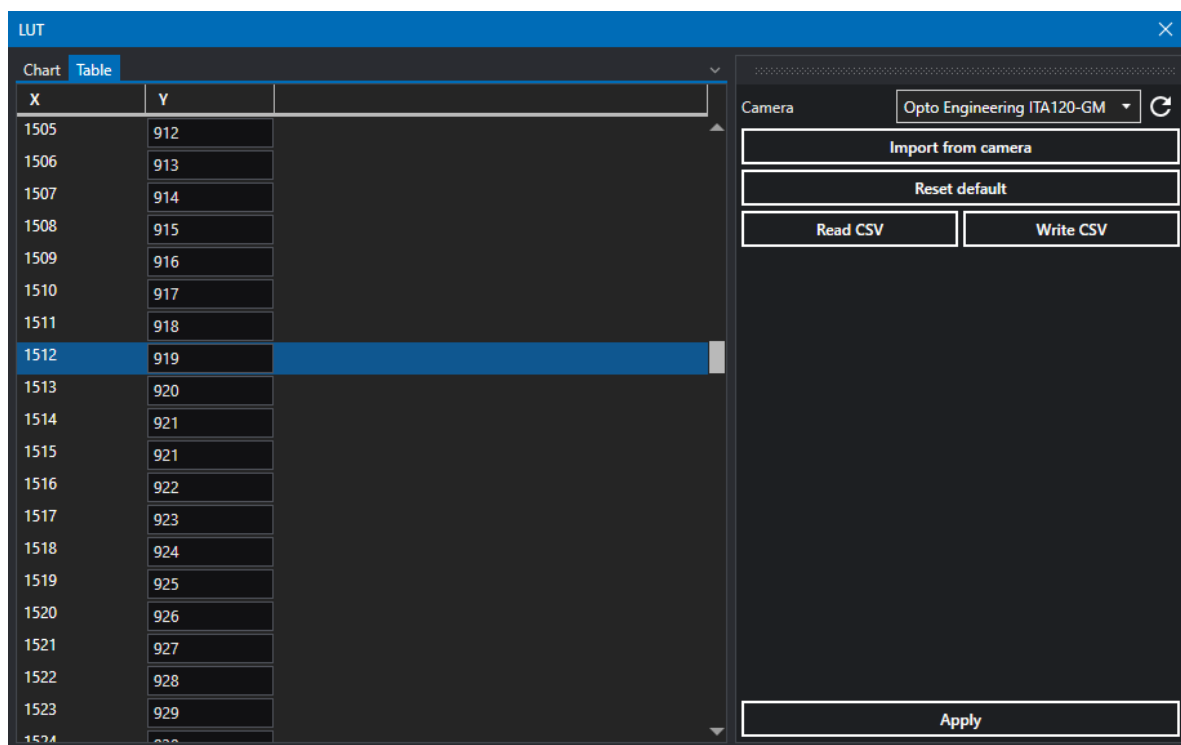 LUT
Chart Table
X Y
1505 912
1506 913
1507 914
1508 915
1509 916
1510 917
1511 918
1512 919
1513 920
1514 921
1515 921
1516 922
1517 923
1518 924
1519 925
1520 926
1521 927
1522 928
1523 929
1524
Camera Opto Engineering ITA120-GM
Import from camera
Reset default
Read CSV Write CSV
Apply